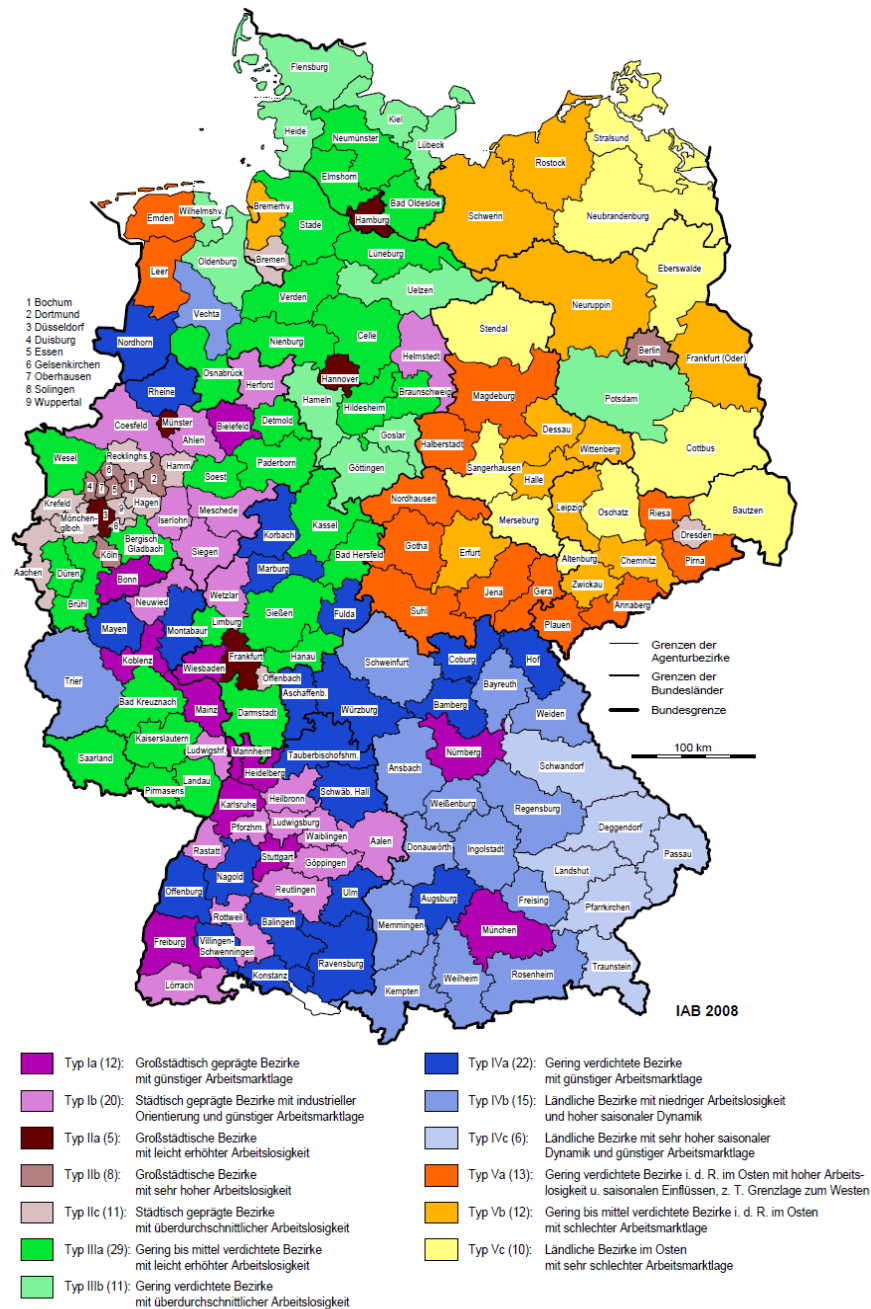 Flensburg
Kiel
Heide
Neumünster
Lübeck
Stralsund
Rostock
Elmshorn
Bad Oldesloe
Wilhelmshv.
Bremerhv.
Hamburg
Schwerin
Neubrandenburg
Emden
Stade
Oldenburg
Bremen
Lüneburg
Eberswalde
Leer
Uelzen
Neuruppin
1 Bochum
2 Dortmund
3 Düsseldorf
4 Duisburg
5 Essen
6 Gelsenkirchen
7 Oberhausen
8 Solingen
9 Wuppertal
Verden
Vechta
Stendal
Nordhorn
Nienburg
Celle
Berlin
Frankfurt (Oder)
Helmstedt
Osnabrück
Hannover
Rheine
Herford
Braunschweig
Magdeburg
Potsdam
Hameln
Hildesheim
Coesfeld
Münster
Bielefeld
Detmold
Dessau
Ahlen
Goslar
Halberstadt
Wittenberg
Cottbus
Wesel
Recklinghs.
Hamm
Paderborn
Göttingen
Sangerhausen
Soest
Halle
6
4
7
5
1
2
Nordhausen
Krefeld
Hagen
Meschede
Leipzig
Oschatz
Riesa
Bautzen
Mönchen-
glbch.
3
9
8
Iserlohn
Kassel
Merseburg
Dresden
Korbach
Bergisch
Gladbach
Köln
Siegen
Gotha
Erfurt
Bad Hersfeld
Altenburg
Chemnitz
Pirna
Aachen
Düren
Marburg
Bonn
Zwickau
Jena
Gera
Brühl
Neuwied
Wetzlar
Annaberg
Gießen
Fulda
Suhl
Limburg
Plauen
Mayen
Montabaur
Grenzen der
Agenturbezirke
Grenzen der
Bundesländer
Bundesgrenze
Koblenz
Frankfurt
Hanau
Coburg
Hof
Trier
Wiesbaden
Schweinfurt
Offenbach
Bayreuth
Aschaffenb.
Bad Kreuznach
Mainz
Würzburg
Bamberg
Weiden
Darmstadt
100 km
Kaiserslautern
Ludwigshf.
Mannheim
Tauberbischofshm.
Nürnberg
Saarland
Heidelberg
Ansbach
Schwandorf
Landau
Pirmasens
Heilbronn
Schwäb. Hall
Karlsruhe
Weißenburg
Regensburg
Pforzhm.
Ludwigsburg
Waiblingen
Deggendorf
Aalen
Rastatt
Stuttgart
Göppingen
Donauwörth
Ingolstadt
Passau
Nagold
Landshut
Offenburg
Reutlingen
Ulm
Augsburg
Freising
Pfarrkirchen
Rottweil
Balingen
Memmingen
München
Freiburg
Villingen-
Schwenningen
Ravensburg
Traunstein
Konstanz
Weilheim
Rosenheim
Lörrach
Kempten
IAB 2008
Typ Ia (12): Großstädtisch geprägte Bezirke
mit günstiger Arbeitsmarktlage
Typ Ib (20): Städtisch geprägte Bezirke mit industrieller
Orientierung und günstiger Arbeitsmarktlage
Typ IIa (5): Großstädtische Bezirke
mit leicht erhöhter Arbeitslosigkeit
Typ IIb (8): Großstädtische Bezirke
mit sehr hoher Arbeitslosigkeit
Typ IIc (11): Städtisch geprägte Bezirke
mit überdurchschnittlicher Arbeitslosigkeit
Typ IIIa (29): Gering bis mittel verdichtete Bezirke
mit leicht erhöhter Arbeitslosigkeit
Typ IIIb (11): Gering verdichtete Bezirke
mit überdurchschnittlicher Arbeitslosigkeit
Typ IVa (22): Gering verdichtete Bezirke
mit günstiger Arbeitsmarktlage
Typ IVb (15): Ländliche Bezirke mit niedriger Arbeitslosigkeit
und hoher saisonaler Dynamik
Typ IVc (6): Ländliche Bezirke mit sehr hoher saisonaler
Dynamik und günstiger Arbeitsmarktlage
Typ Va (13): Gering verdichtete Bezirke i. d. R. im Osten mit hoher Arbeits-
losigkeit u. saisonalen Einflüssen, z. T. Grenzlage zum Westen
Typ Vb (12): Gering bis mittel verdichtete Bezirke i. d. R. im Osten
mit schlechter Arbeitsmarktlage
Typ Vc (10): Ländliche Bezirke im Osten
mit sehr schlechter Arbeitsmarktlage